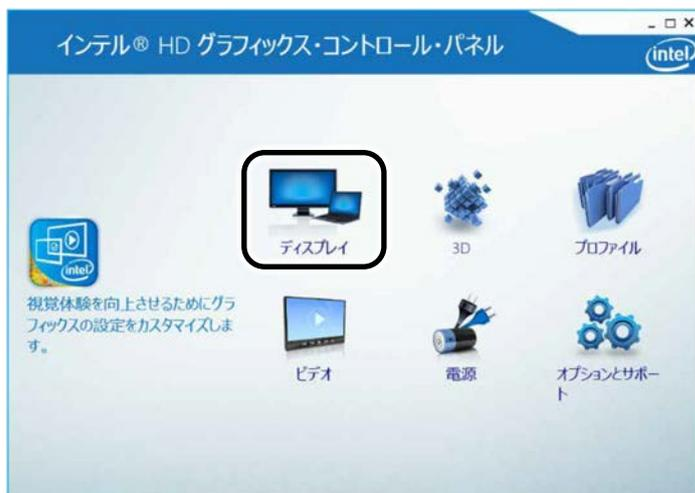 インテル® HD グラフィックス・コントロール・パネル
intel
ディスプレイ
3D
プロファイル
intel
視覚体験を向上させるためにグラ
フィックスの設定をカスタマイズしま
す。
ビデオ
電源
オプションとサポー
ト